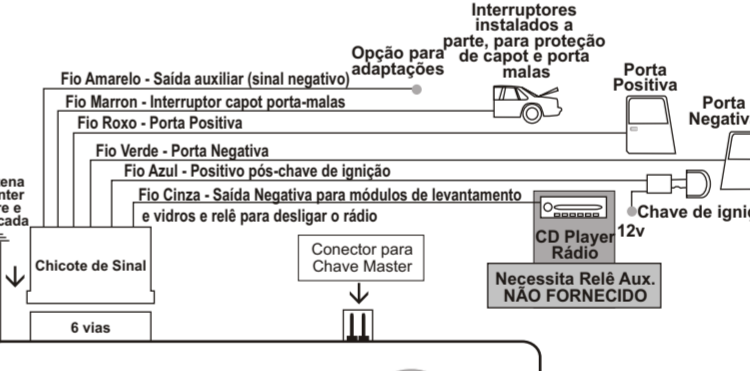 Interruptores
instalados a
parte, para proteção
de capot e porta
malas
Opção para
adaptações
Porta
Positiva
Porta
Fio Amarelo - Saída auxiliar (sinal negativo)
Fio Marron - Interruptor capot porta-malas
Fio Roxo - Porta Positiva
Fio Verde - Porta Negativa
Fio Azul - Positivo pós-chave de ignição
Fio Cinza - Saída Negativa para módulos de levantamento
e vidros e relê para desligar o rádio
Chave de
12v
CD Player
Rádio
Necessita Relê Aux.
NÃO FORNECIDO
Chicote de Sinal
6 vias
Conector para
Chave Master